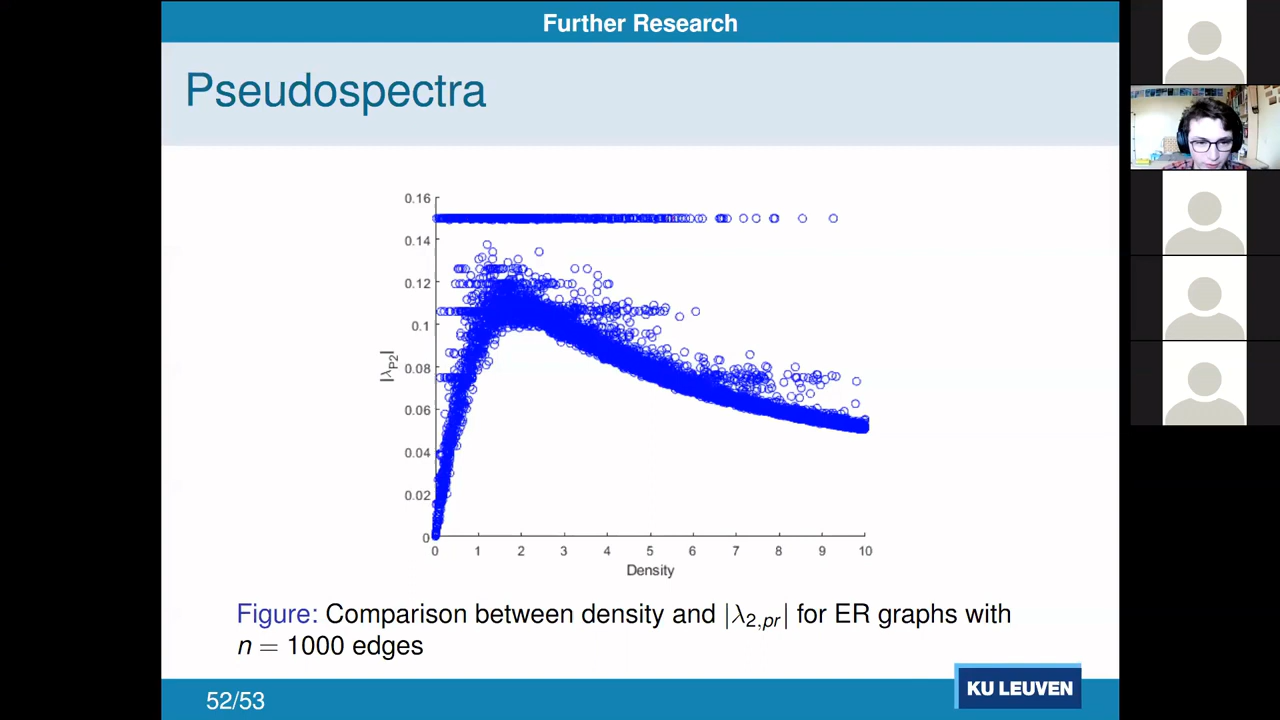 Further Research
Pseudospectra
0.16
0.14
0.12
0.1
0.08
0.06
0.04
0.02
0
|λP2|
0 1 2 3 4 5 6 7 8 9 10
Density
Figure: Comparison between density and |λ2,pr| for ER graphs with
n = 1000 edges
52/53
KU LEUVEN